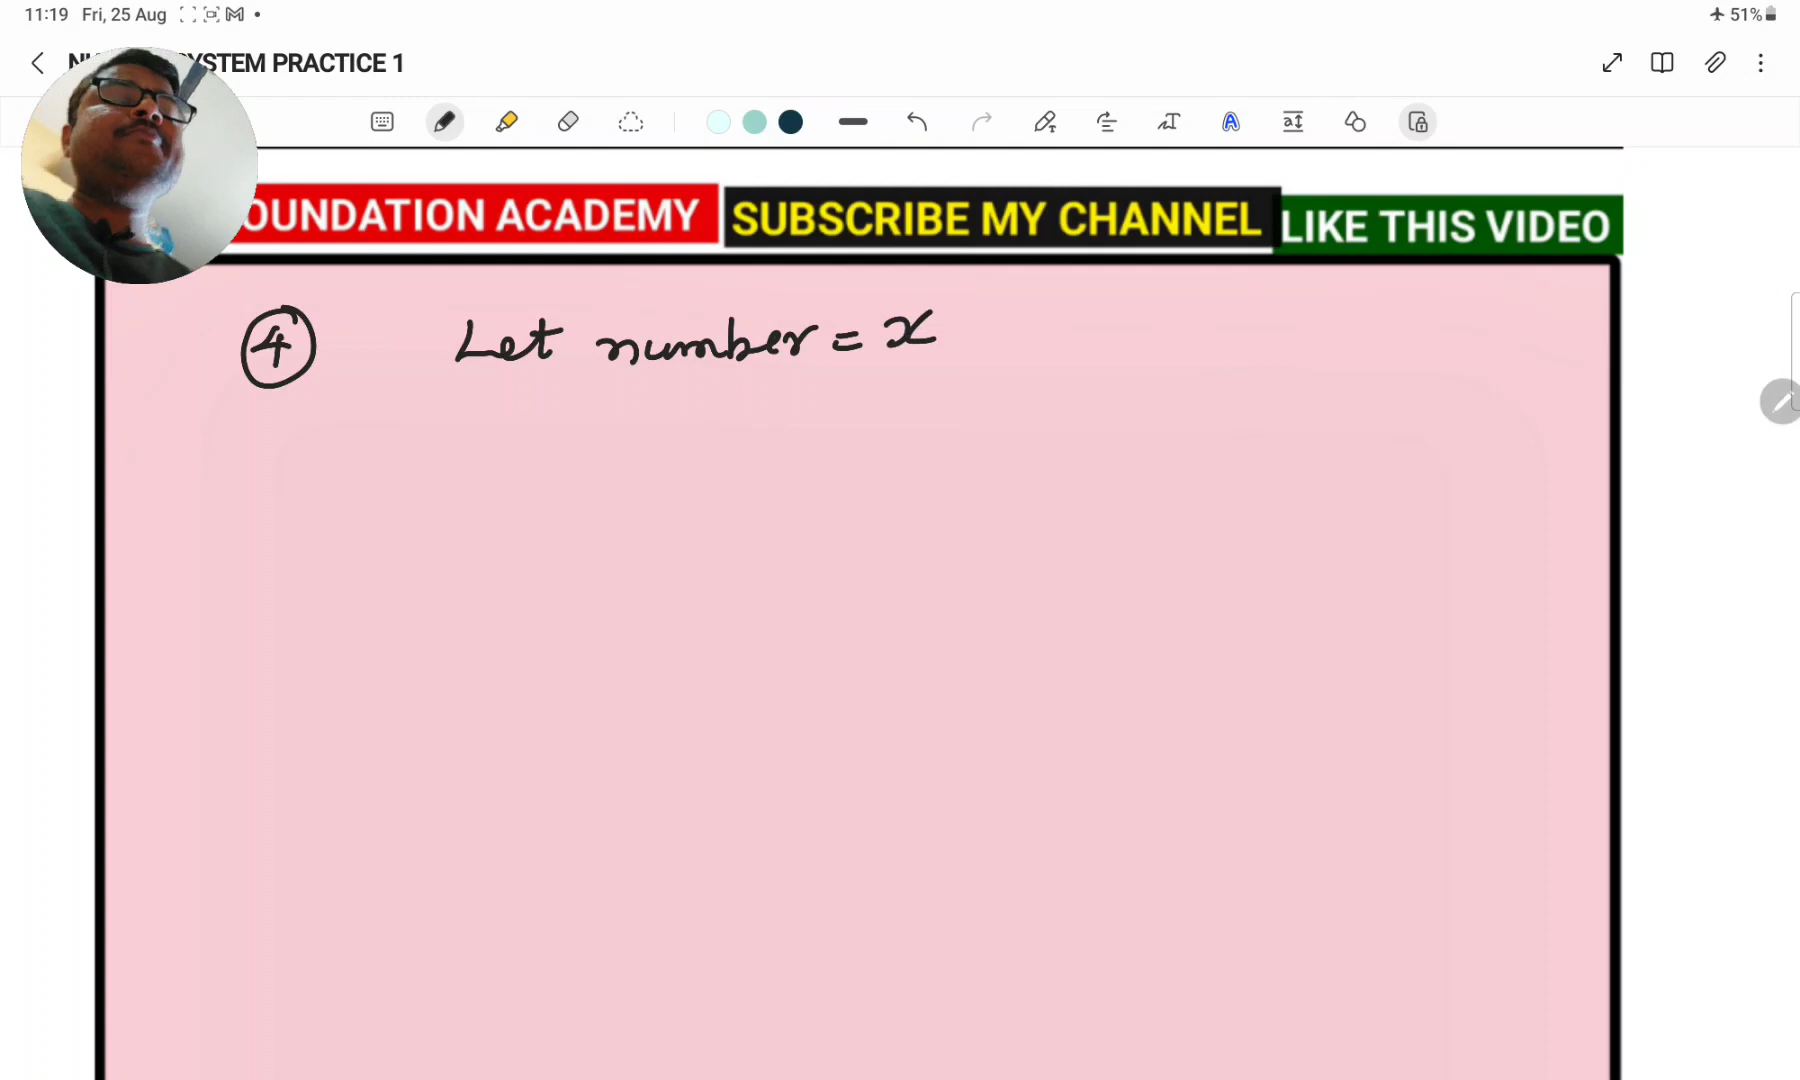 11:19 Fri, 25 Aug
51%
YSTEM PRACTICE 1
OUNDATION ACADEMY SUBSCRIBE MY CHANNEL LIKE THIS VIDEO
4 Let number = x